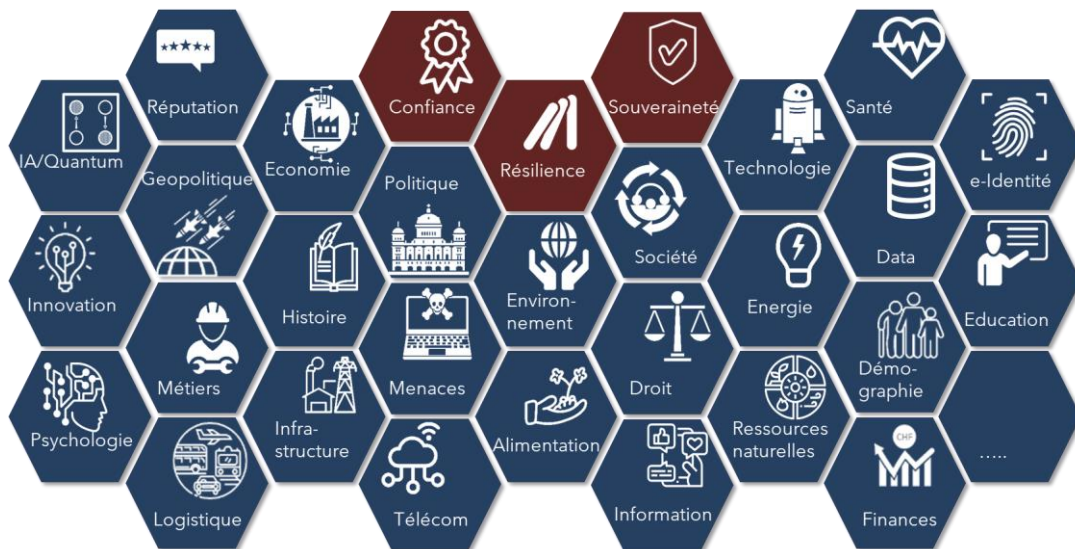 Réputation
Confiance
Souveraineté
Santé
IA/Quantum
Economie
Résilience
Technologie
e-Identité
Geopolitique
Politique
Société
Data
Innovation
Histoire
Environ-
nement
Energie
Education
Métiers
Menaces
Droit
Démo-
graphie
Psychologie
Infra-
structure
Alimentation
Ressources
naturelles
.....
Logistique
Télécom
Information
CHF
Finances